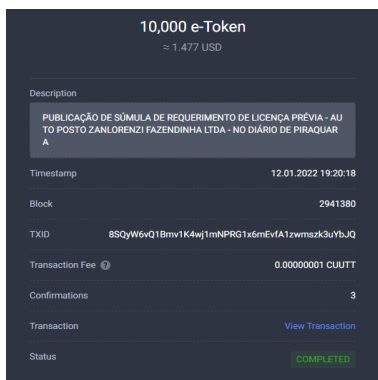 10,000 e-Token
≈ 1.477 USD
Description
PUBLICAÇÃO DE SÚMULA DE REQUERIMENTO DE LICENÇA PRÉVIA - AU
TO POSTO ZANLORENZI FAZENDINHA LTDA - NO DIÁRIO DE PIRAQUAR
A
Timestamp 12.01.2022 19:20:18
Block 2941380
TXID 8SQyW6vQ1Bmv1K4wj1mNPRG1x6mEvfA1zwmszk3uYbJQ
Transaction Fee ? 0.00000001 CUUTT
Confirmations 3
Transaction View Transaction
Status COMPLETED